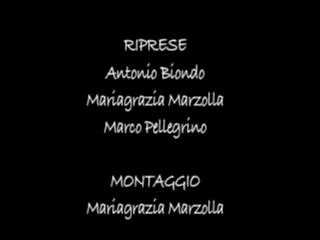 RIPRESE
Antonio Biondo
Mariagrazia Marzolla
Marco Pellegrino
MONTAGGIO
Mariagrazia Marzolla